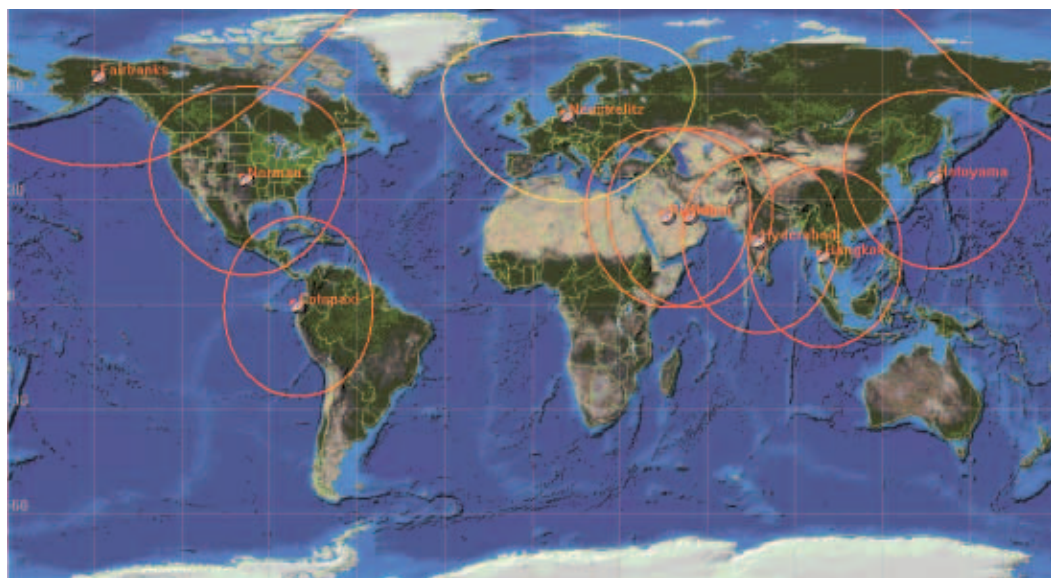 Fairbanks
Neustrelitz
Norman
Hatoyama
Hyderabad
Bangkok
Cotopaxi